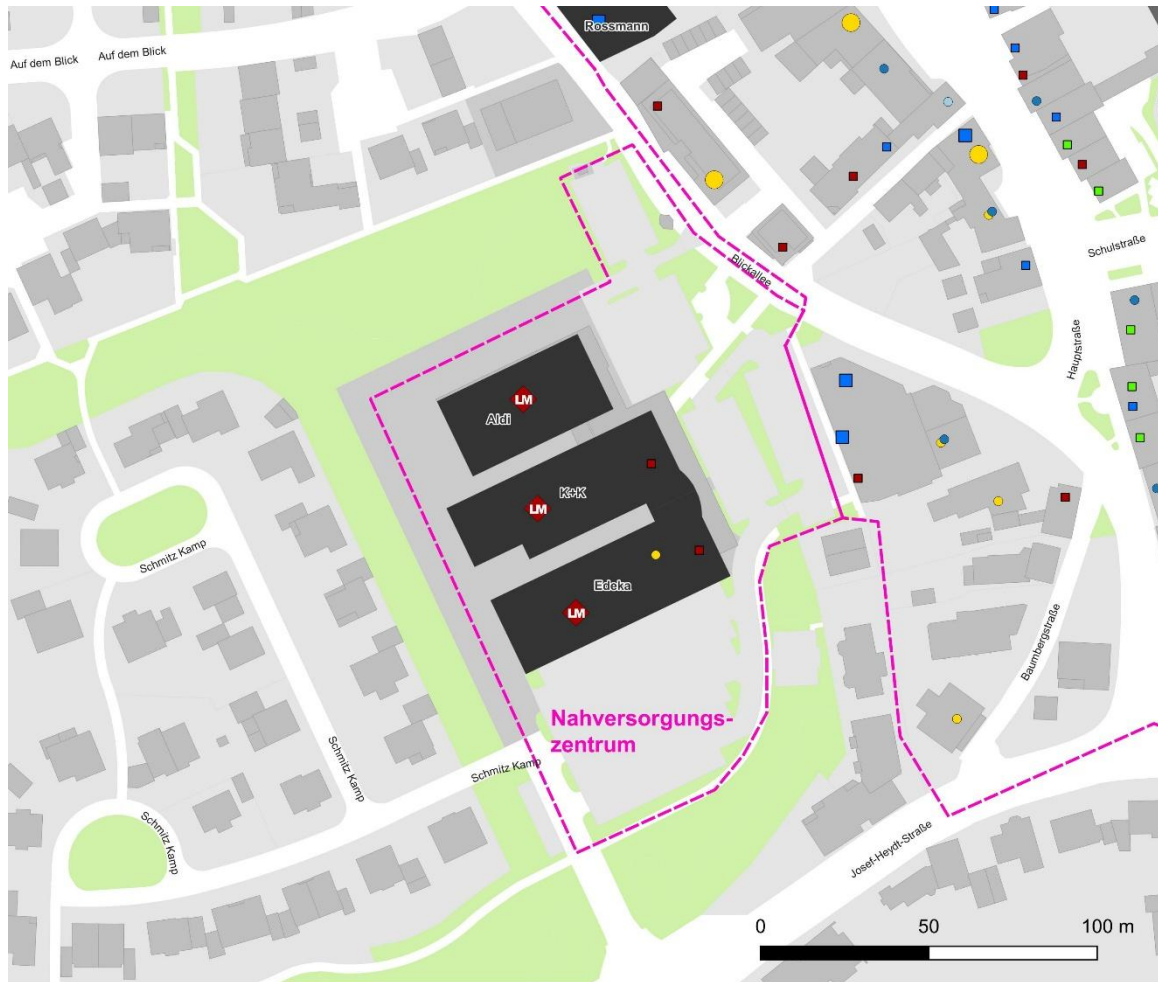 Rossmann
Auf dem Blick
Auf dem Blick
Schulstraße
Blickallee
Hauptstraße
LM
Aldi
K+K
LM
Edeka
LM
Schmitz Kamp
Baumbergstraße
Nahversorgungs-
zentrum
Schmitz Kamp
Schmitz Kamp
Schmitz Kamp
Josef-Heydt-Straße
0 50 100 m